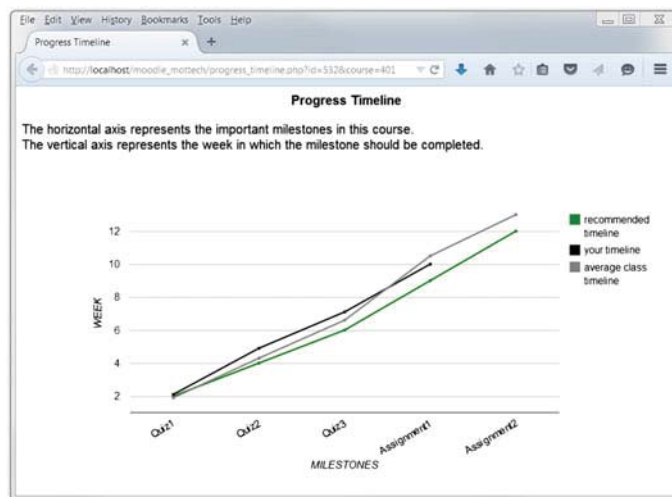 File Edit View History Bookmarks Tools Help
Progress Timeline × +
http://localhost/moodle_mottech/progress_timeline.php?id=532&course=401
Progress Timeline
The horizontal axis represents the important milestones in this course.
The vertical axis represents the week in which the milestone should be completed.
12
10
8
6
4
2
WEEK
Quiz1 Quiz2 Quiz3 Assignment1 Assignment2
MILESTONES
recommended
timeline
your timeline
average class
timeline